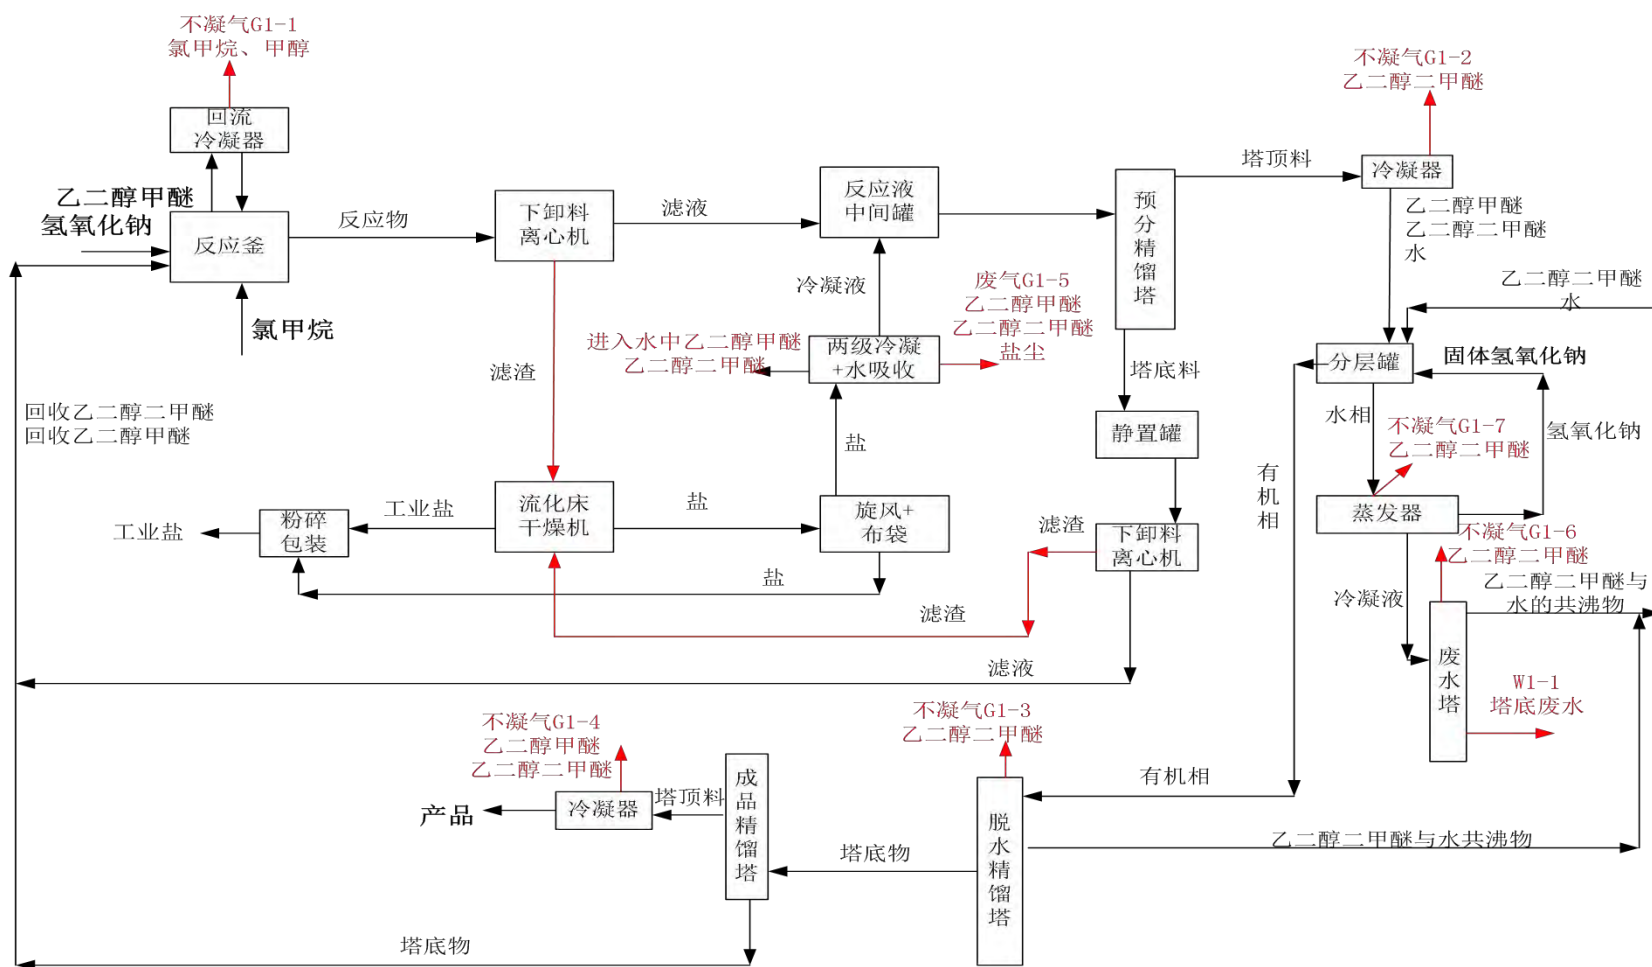 不凝气G1-1
氯甲烷、甲醇
回流
冷凝器
乙二醇甲醚
氢氧化钠
反应釜
氯甲烷
反应物
下卸料
离心机
滤液
反应液
中间罐
预分精馏塔
塔顶料
不凝气G1-2
乙二醇二甲醚
冷凝器
乙二醇甲醚
乙二醇二甲醚
水
乙二醇二甲醚
水
冷凝液
废气G1-5
乙二醇甲醚
乙二醇二甲醚
盐尘
进入水中乙二醇甲醚
乙二醇二甲醚
两级冷凝
+水吸收
滤渣
塔底料
分层罐
固体氢氧化钠
回收乙二醇二甲醚
回收乙二醇甲醚
盐
静置罐
水相
不凝气G1-7
乙二醇二甲醚
氢氧化钠
有机相
工业盐
粉碎
包装
工业盐
流化床
干燥机
盐
旋风+
布袋
滤渣
下卸料
离心机
蒸发器
不凝气G1-6
乙二醇二甲醚
盐
滤渣
冷凝液
乙二醇二甲醚与
水的共沸物
废水塔
滤液
W1-1
塔底废水
不凝气G1-4
乙二醇甲醚
乙二醇二甲醚
不凝气G1-3
乙二醇二甲醚
产品
冷凝器
塔顶料
成品精馏塔
有机相
脱水精馏塔
塔底物
乙二醇二甲醚与水共沸物
塔底物